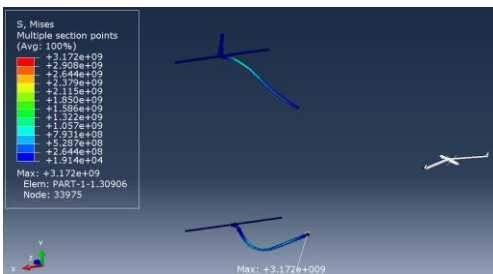 S, Mises
Multiple section points
(Avg: 100%)
+3.172e+09
+2.908e+09
+2.644e+09
+2.379e+09
+2.115e+09
+1.850e+09
+1.586e+09
+1.322e+09
+1.057e+09
+7.931e+08
+5.287e+08
+2.644e+08
+1.914e+04
Max: +3.172e+09
Elem: PART-1-1.30906
Node: 33975
Max: +3.172e+009
Y
Z
X